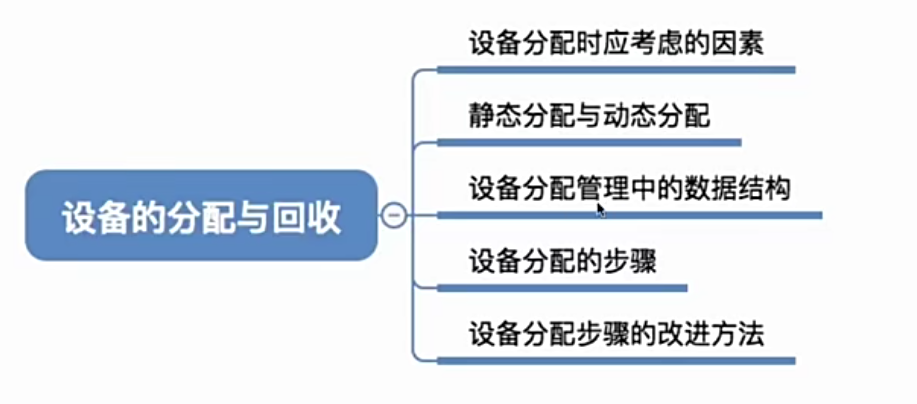 设备分配时应考虑的因素
静态分配与动态分配
设备的分配与回收
设备分配管理中的数据结构
设备分配的步骤
设备分配步骤的改进方法